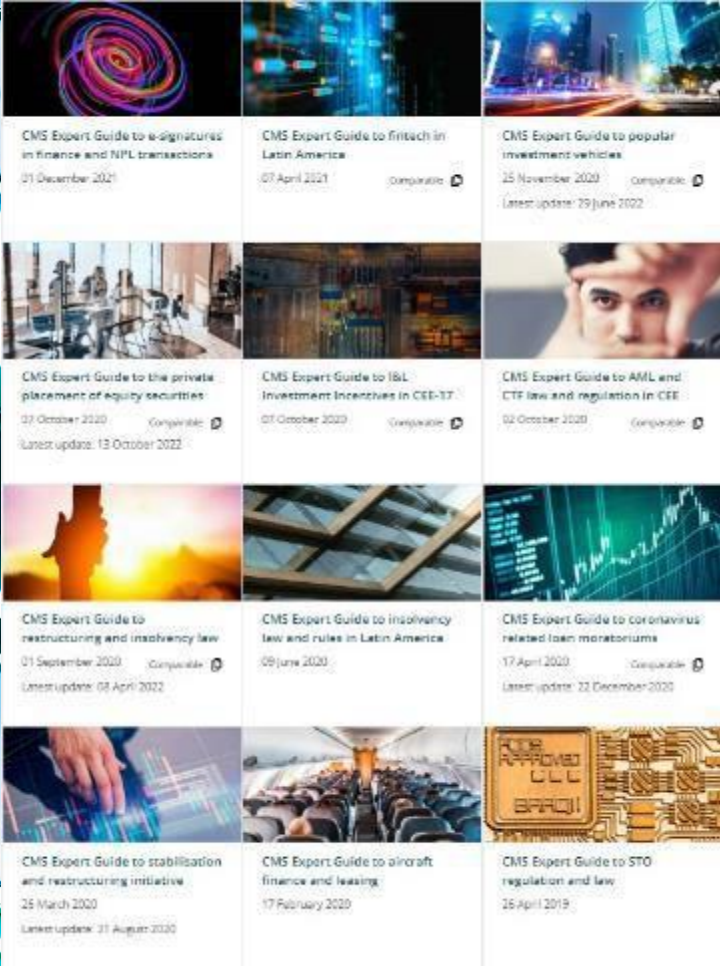 CMS Expert Guide to e-signatures
in finance and NPL transactions
01 December 2021
CMS Expert Guide to fintech in
Latin America
07 April 2021 Comparable
CMS Expert Guide to popular
investment vehicles
25 November 2020 Comparable
Latest update: 29 June 2022
CMS Expert Guide to the private
placement of equity securities
07 October 2020 Comparable
Latest update: 13 October 2022
CMS Expert Guide to I&L
Investment Incentives in CEE-17
07 October 2020 Comparable
CMS Expert Guide to AML and
CTF law and regulation in CEE
02 October 2020 Comparable
CMS Expert Guide to
restructuring and insolvency law
01 September 2020 Comparable
Latest update: 08 April 2022
CMS Expert Guide to insolvency
law and rules in Latin America
09 June 2020
CMS Expert Guide to coronavirus
related loan moratoriums
17 April 2020 Comparable
Latest update: 22 December 2020
CMS Expert Guide to stabilisation
and restructuring initiative
26 March 2020
Latest update: 31 August 2020
CMS Expert Guide to aircraft
finance and leasing
17 February 2020
APPROVED
CMS Expert Guide to STO
regulation and law
26 April 2019